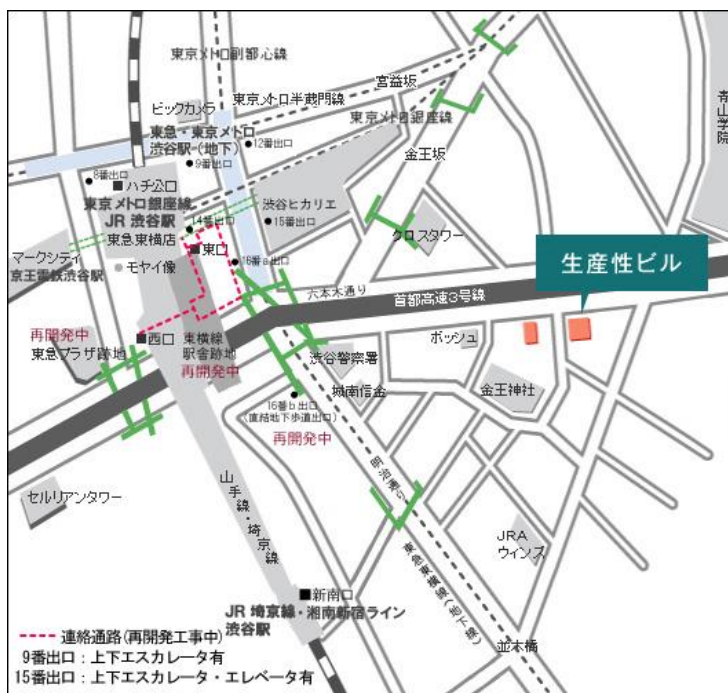 東京メトロ副都心線
宮益坂
東京メトロ半蔵門線
ビックカメラ
東京メトロ銀座線
東急・東京メトロ
渋谷駅(地下)
12番出口
9番出口
金王坂
青山学院
8番出口
ハチ公口
東京メトロ銀座線
JR 渋谷駅
14番出口
渋谷ヒカリエ
15番出口
東急東横店
クロスタワー
東口
マークシティ
京王電鉄渋谷駅
モヤイ像
16番a出口
生産性ビル
六本木通り
首都高速3号線
再開発中
東急プラザ跡地
西口
東横線
駅舎跡地
再開発中
ボッシュ
渋谷警察署
城南信金
金王神社
16番b出口
(直結地下歩道出口)
再開発中
明治通り
山手線・埼京線
セルリアンタワー
JRA
ウィンズ
東急東横線(地下線)
新南口
JR 埼京線・湘南新宿ライン
渋谷駅
並木橋
連絡通路(再開発工事中)
9番出口:上下エスカレータ有
15番出口:上下エスカレータ・エレベータ有